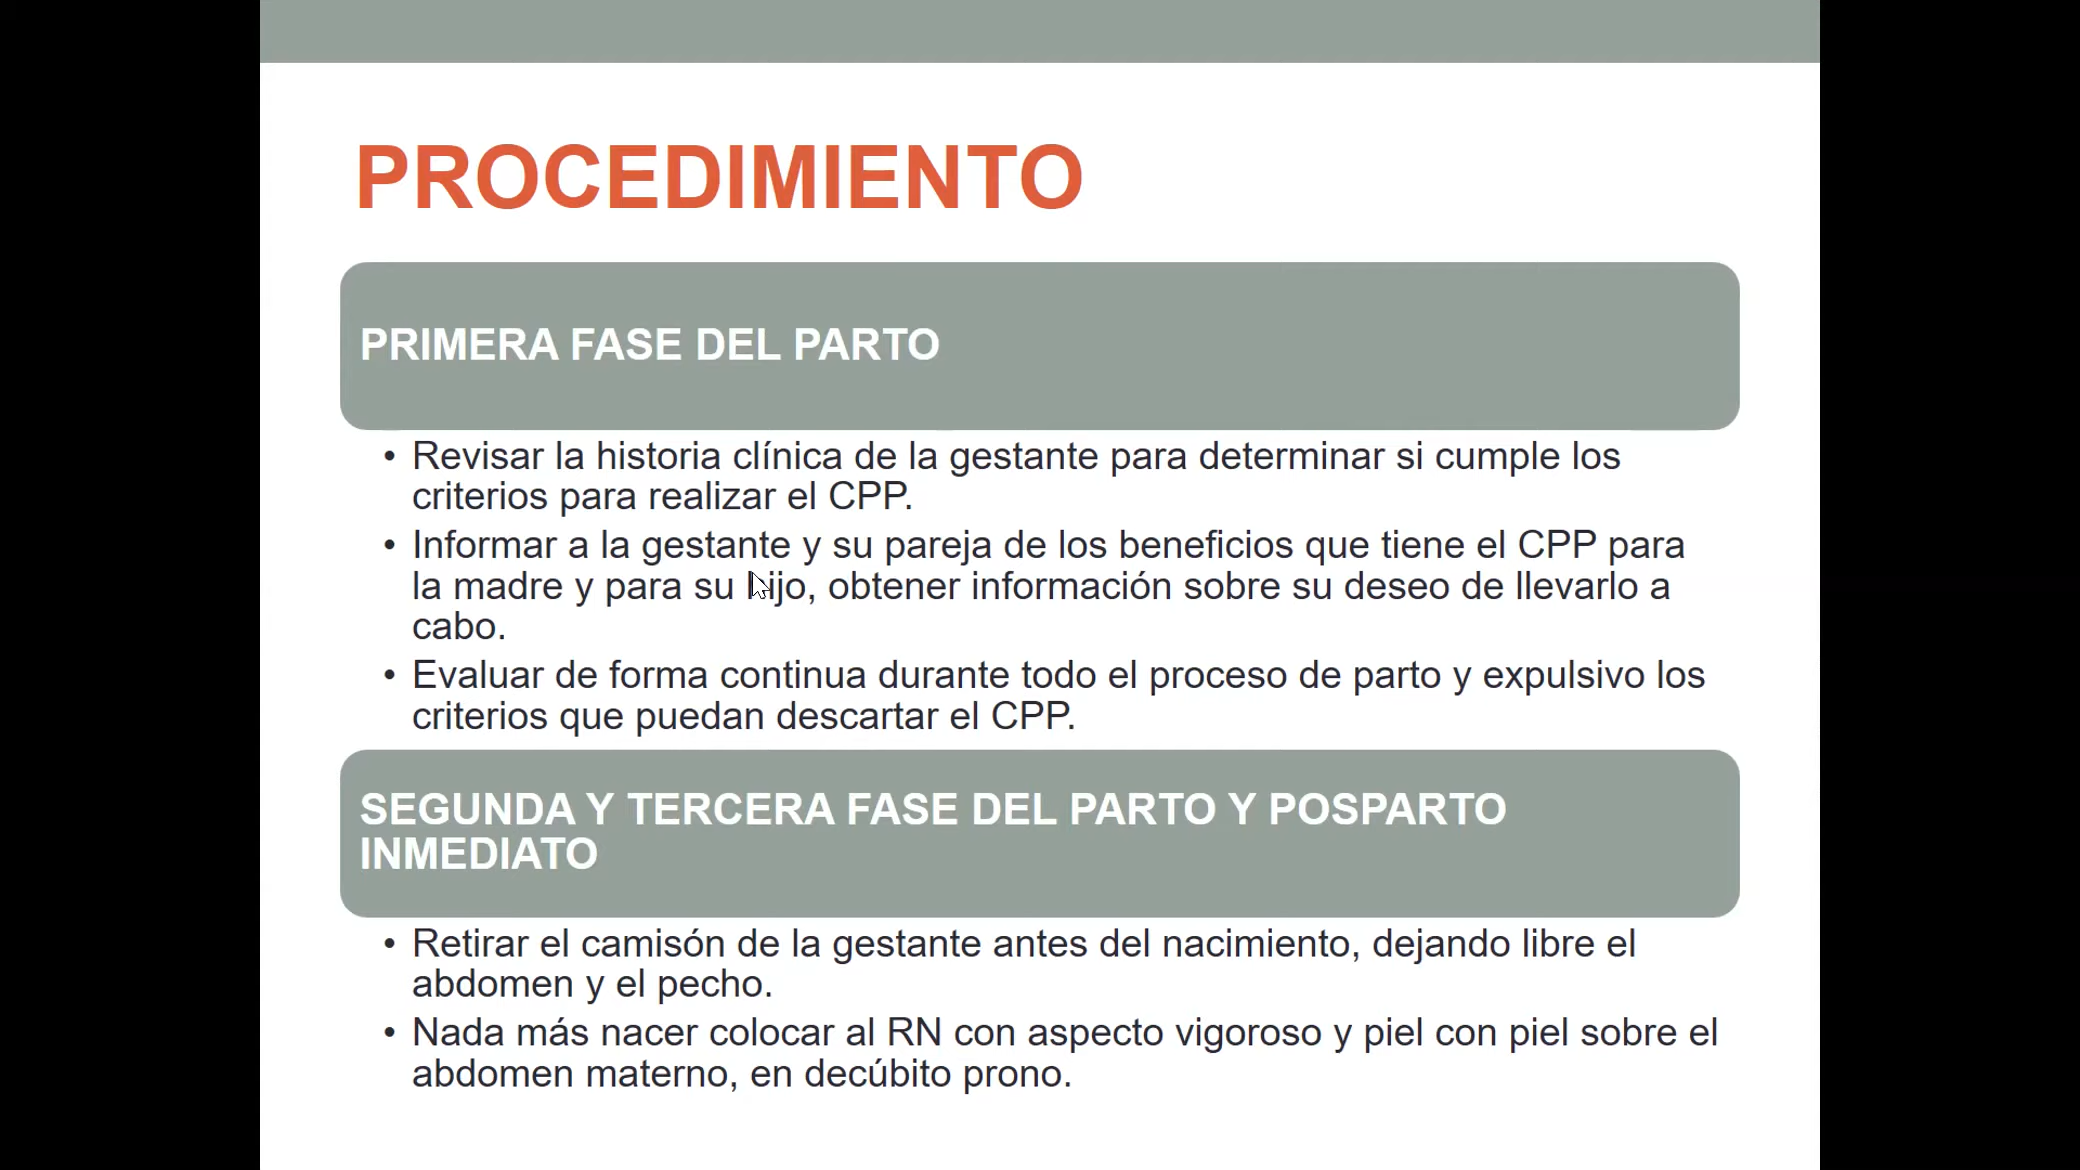 PROCEDIMIENTO
PRIMERA FASE DEL PARTO
• Revisar la historia clínica de la gestante para determinar si cumple los
criterios para realizar el CPP.
• Informar a la gestante y su pareja de los beneficios que tiene el CPP para
la madre y para su hijo, obtener información sobre su deseo de llevarlo a
cabo.
• Evaluar de forma continua durante todo el proceso de parto y expulsivo los
criterios que puedan descartar el CPP.
SEGUNDA Y TERCERA FASE DEL PARTO Y POSPARTO
INMEDIATO
• Retirar el camisón de la gestante antes del nacimiento, dejando libre el
abdomen y el pecho.
• Nada más nacer colocar al RN con aspecto vigoroso y piel con piel sobre el
abdomen materno, en decúbito prono.